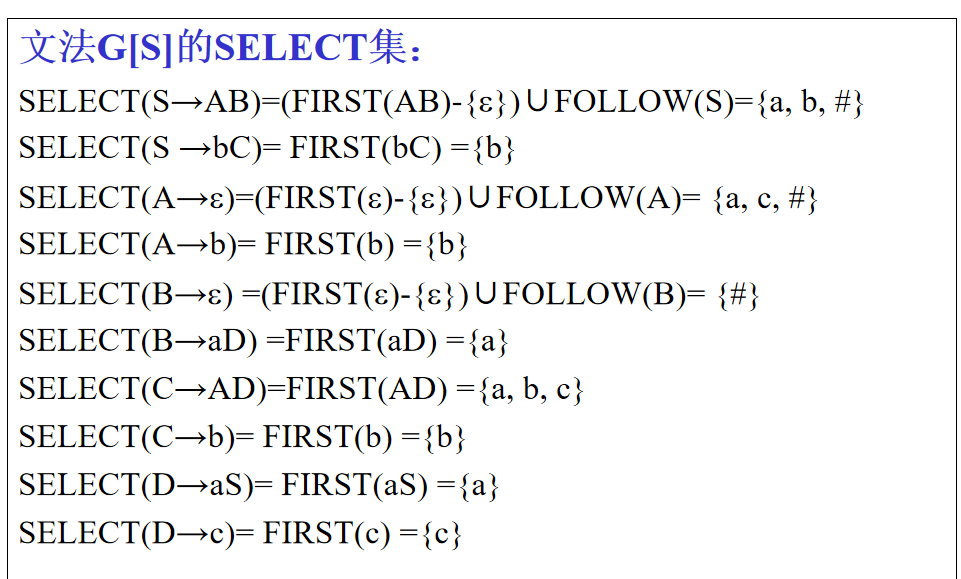 文法G[S]的SELECT集：
SELECT(S→AB)=(FIRST(AB)-{ε})∪FOLLOW(S)={a, b, #}
SELECT(S →bC)= FIRST(bC) ={b}
SELECT(A→ε)=(FIRST(ε)-{ε})∪FOLLOW(A)= {a, c, #}
SELECT(A→b)= FIRST(b) ={b}
SELECT(B→ε) =(FIRST(ε)-{ε})∪FOLLOW(B)= {#}
SELECT(B→aD) =FIRST(aD) ={a}
SELECT(C→AD)=FIRST(AD) ={a, b, c}
SELECT(C→b)= FIRST(b) ={b}
SELECT(D→aS)= FIRST(aS) ={a}
SELECT(D→c)= FIRST(c) ={c}